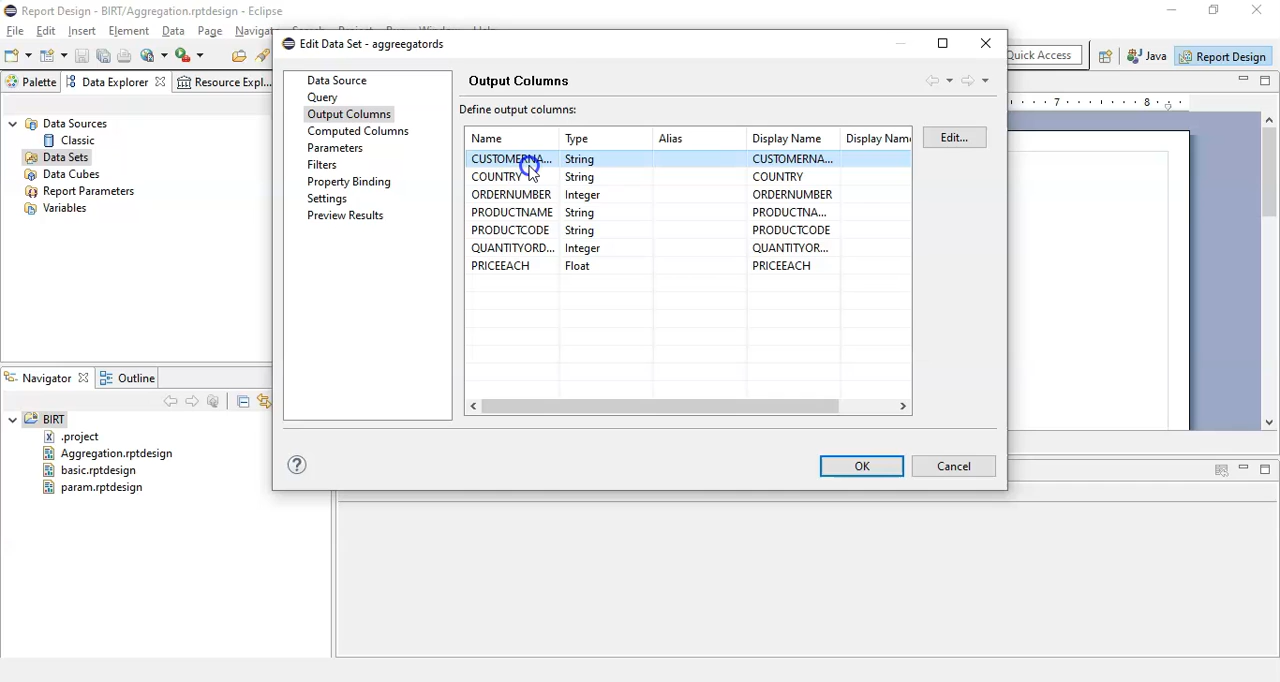 Report Design - BIRT/Aggregation.rptdesign - Eclipse
File Edit Insert Element Data Page
Quick Access Java Report Design
Palette Data Explorer Resource Expl...
Data Sources
Classic
Data Sets
Data Cubes
Report Parameters
Variables
Navigator Outline
BIRT
.project
Aggregation.rptdesign
basic.rptdesign
param.rptdesign
7 8
Edit Data Set - aggreegatords
Data Source
Query
Output Columns
Computed Columns
Parameters
Filters
Property Binding
Settings
Preview Results
Output Columns
Define output columns:
Name Type Alias Display Name Display Nam
CUSTOMERNA... String CUSTOMERNA...
COUNTRY String COUNTRY
ORDERNUMBER Integer ORDERNUMBER
PRODUCTNAME String PRODUCTNA...
PRODUCTCODE String PRODUCTCODE
QUANTITYORD... Integer QUANTITYOR...
PRICEEACH Float PRICEEACH
Edit...
OK Cancel